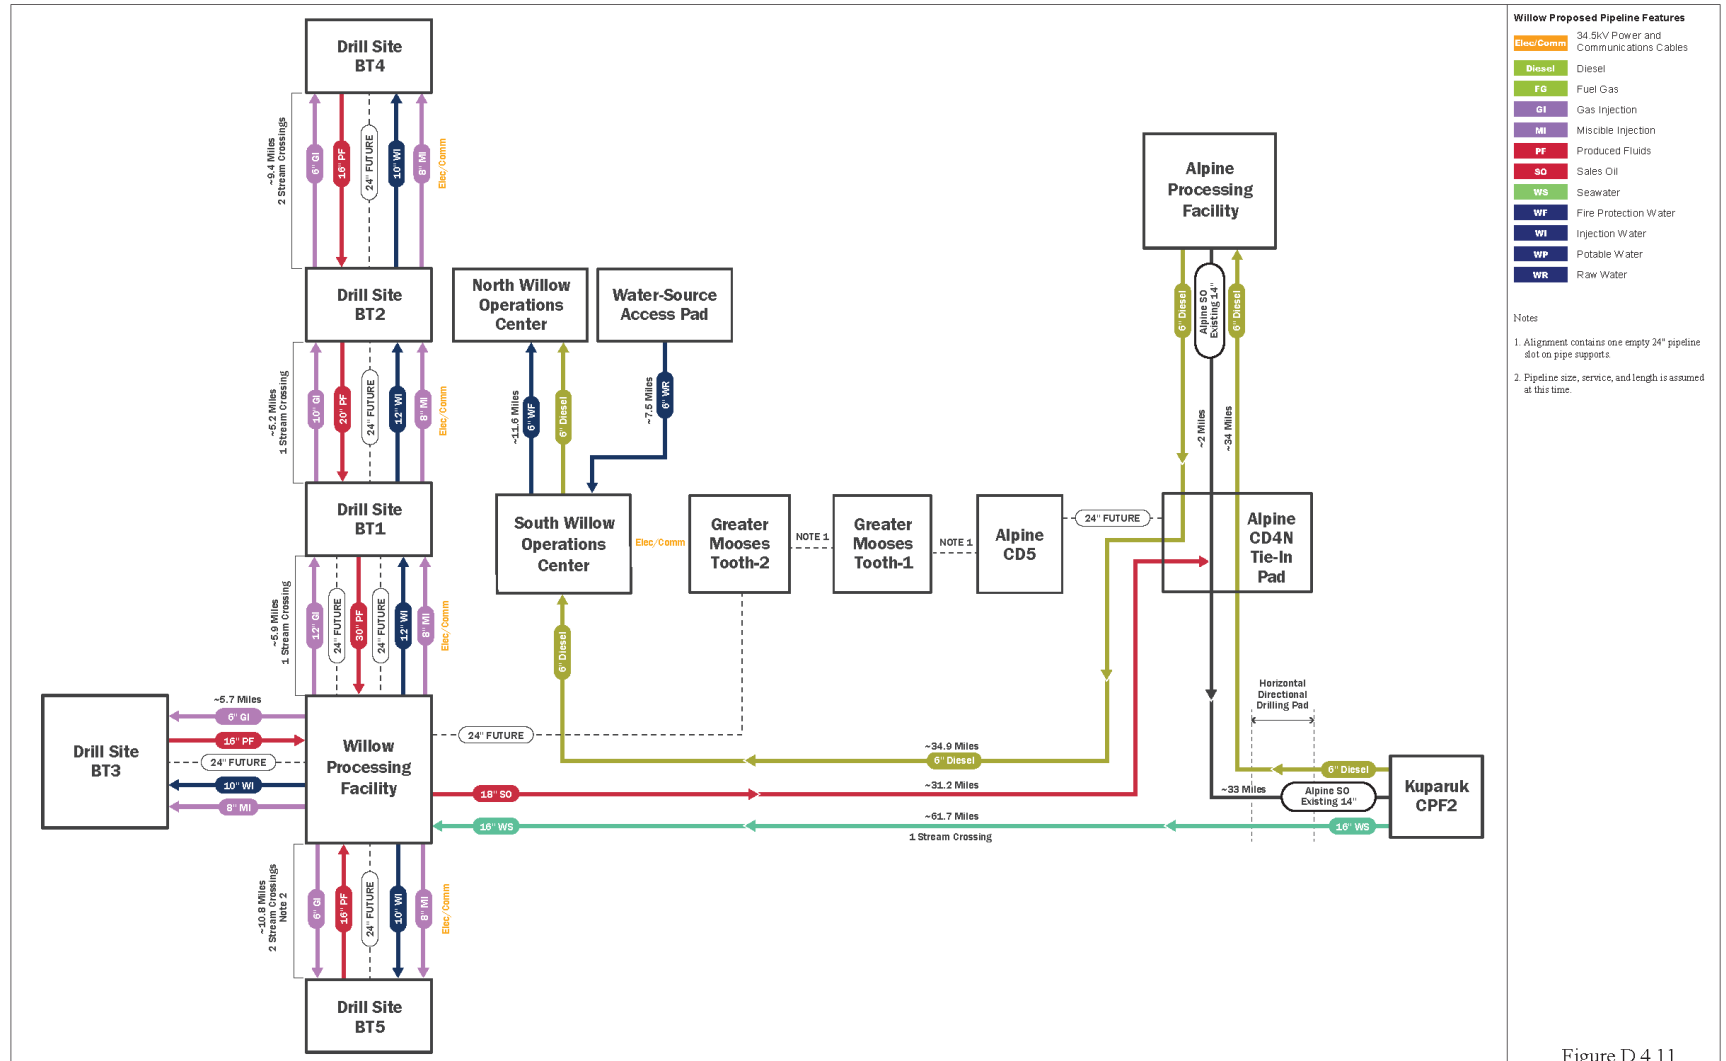 Drill Site
BT4
~9.4 Miles
2 Stream Crossings
6" GI
16" PF
24" FUTURE
10" WI
8" MI
Elec/Comm
Drill Site
BT2
~5.2 Miles
1 Stream Crossing
10" GI
20" PF
24" FUTURE
12" WI
8" MI
Elec/Comm
Drill Site
BT1
~5.9 Miles
1 Stream Crossing
12" GI
24" FUTURE
30" PF
24" FUTURE
12" WI
8" MI
Elec/Comm
Drill Site
BT3
~5.7 Miles
6" GI
16" PF
24" FUTURE
10" WI
8" MI
Willow
Processing
Facility
~10.8 Miles
2 Stream Crossings
Note 2
6" GI
16" PF
24" FUTURE
10" WI
8" MI
Elec/Comm
Drill Site
BT5
North Willow
Operations
Center
Water-Source
Access Pad
~11.6 Miles
6" WF
6" Diesel
~7.5 Miles
6" WR
South Willow
Operations
Center
Elec/Comm
Greater
Mooses
Tooth-2
NOTE 1
Greater
Mooses
Tooth-1
NOTE 1
Alpine
CD5
24" FUTURE
Alpine
CD4N
Tie-In
Pad
Alpine
Processing
Facility
6" Diesel
Alpine SO
Existing 14"
6" Diesel
~2 Miles
~34 Miles
6" Diesel
24" FUTURE
~34.9 Miles
6" Diesel
18" SO
~31.2 Miles
16" WS
~61.7 Miles
1 Stream Crossing
16" WS
Horizontal
Directional
Drilling Pad
6" Diesel
~33 Miles
Alpine SO
Existing 14"
Kuparuk
CPF2
Willow Proposed Pipeline Features
Elec/Comm 34.5kV Power and
Communications Cables
Diesel Diesel
FG Fuel Gas
GI Gas Injection
MI Miscible Injection
PF Produced Fluids
SO Sales Oil
WS Seawater
WF Fire Protection Water
WI Injection Water
WP Potable Water
WR Raw Water
Notes
1. Alignment contains one empty 24" pipeline
slot on pipe supports.
2. Pipeline size, service, and length is assumed
at this time.
Figure D.4.11